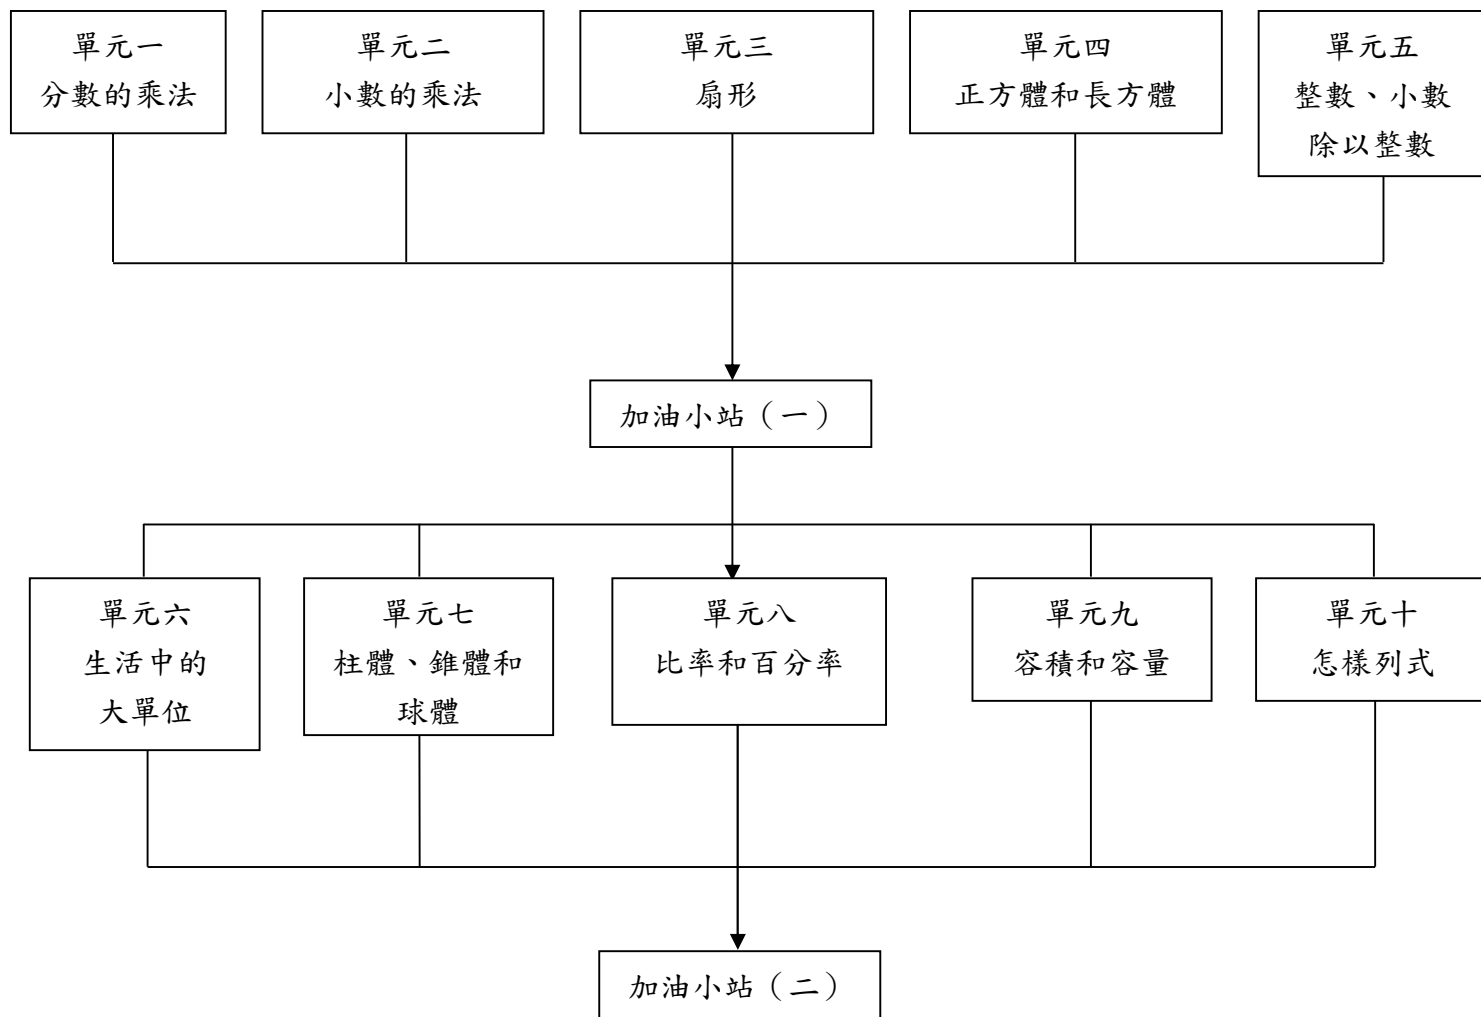 單元一
分數的乘法
單元二
小數的乘法
單元三
扇形
單元四
正方體和長方體
單元五
整數、小數
除以整數
加油小站（一）
單元六
生活中的
大單位
單元七
柱體、錐體和
球體
單元八
比率和百分率
單元九
容積和容量
單元十
怎樣列式
加油小站（二）